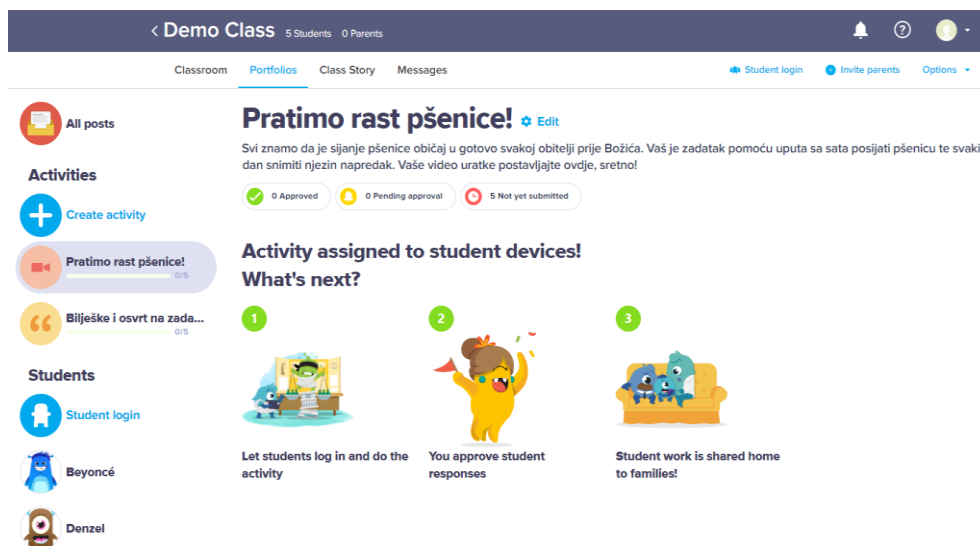 < Demo Class 5 Students 0 Parents
Classroom Portfolios Class Story Messages Student login Invite parents Options
All posts
Activities
Create activity
Pratimo rast pšenice!
0/5
Bilješke i osvrt na zada...
0/5
Students
Student login
Beyoncé
Denzel
Pratimo rast pšenice! Edit
Svi znamo da je sijanje pšenice običaj u gotovo svakoj obitelji prije Božića. Vaš je zadatak pomoću uputa sa sata posijati pšenicu te svaki
dan snimiti njezin napredak. Vaše video uratke postavljajte ovdje, sretno!
0 Approved 0 Pending approval 5 Not yet submitted
Activity assigned to student devices!
What's next?
1
Let students log in and do the
activity
2
You approve student
responses
3
Student work is shared home
to families!